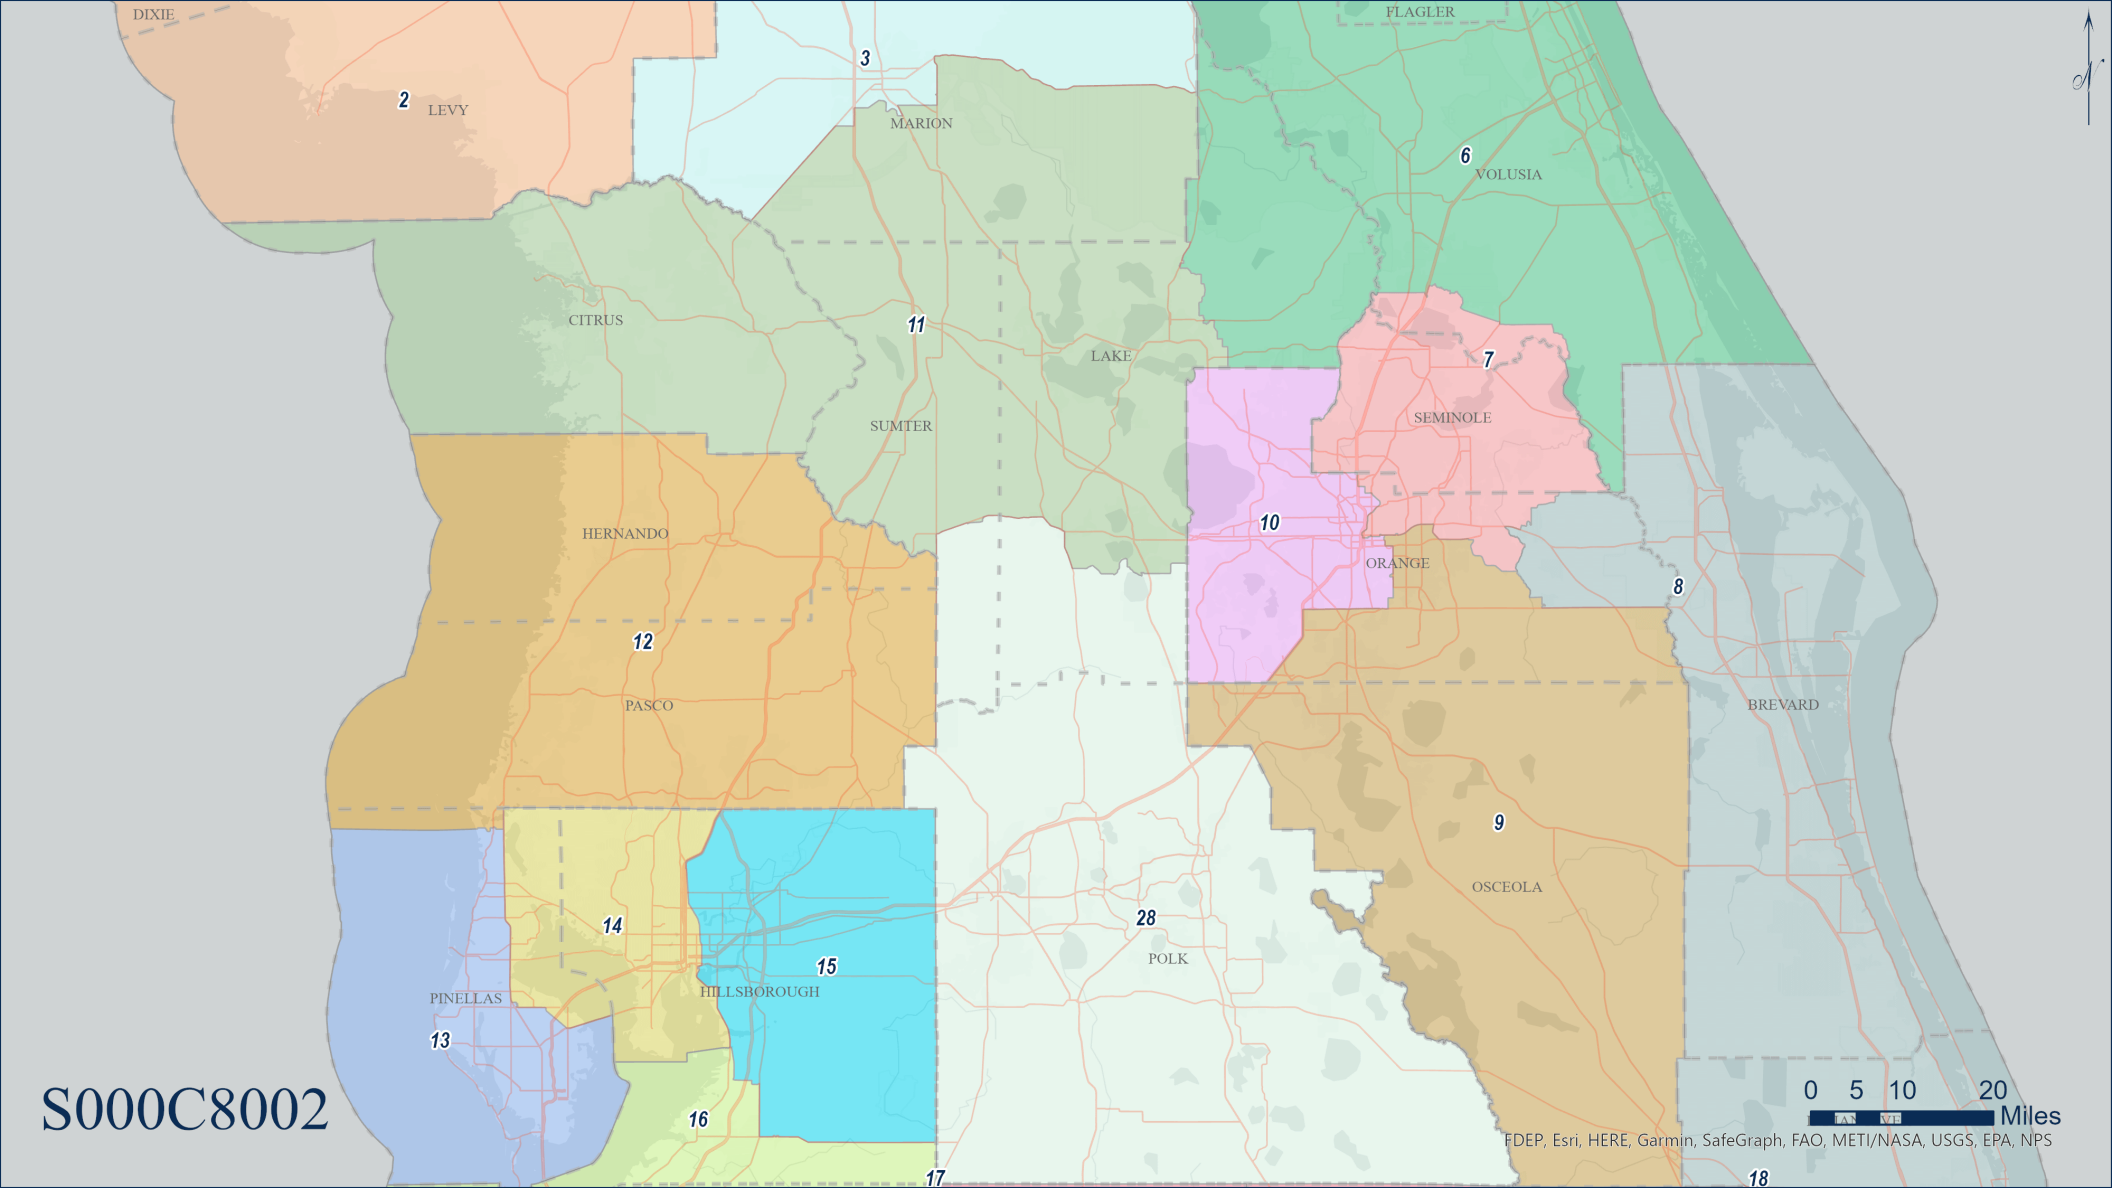 DIXIE
FLAGLER
3
2
LEVY
MARION
6
VOLUSIA
CITRUS
11
LAKE
7
SUMTER
SEMINOLE
10
HERNANDO
ORANGE
8
12
PASCO
BREVARD
9
OSCEOLA
14
28
15
POLK
PINELLAS
HILLSBOROUGH
13
16
17
18
S000C8002
0 5 10 20
Miles
FDEP, Esri, HERE, Garmin, SafeGraph, FAO, METI/NASA, USGS, EPA, NPS
N